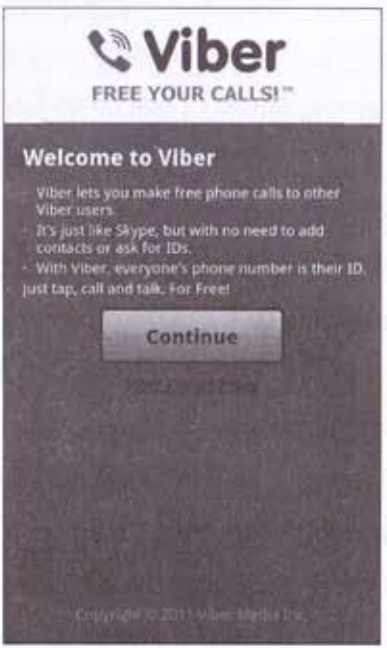 Viber
FREE YOUR CALLS!™
Welcome to Viber
· Viber lets you make free phone calls to other
Viber users.
· It's just like Skype, but with no need to add
contacts or ask for IDs.
· With Viber, everyone's phone number is their ID.
Just tap, call and talk. For Free!
Continue
Copyright © 2011 Viber Media Inc.